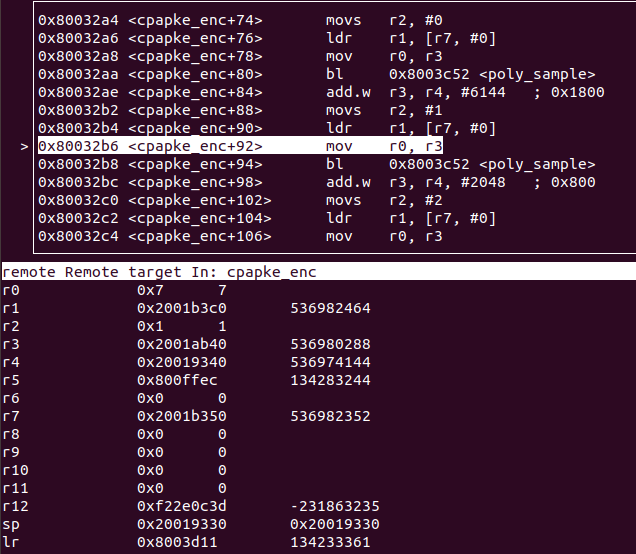 0x80032a4 <cpapke_enc+74> movs r2, #0
0x80032a6 <cpapke_enc+76> ldr r1, [r7, #0]
0x80032a8 <cpapke_enc+78> mov r0, r3
0x80032aa <cpapke_enc+80> bl 0x8003c52 <poly_sample>
0x80032ae <cpapke_enc+84> add.w r3, r4, #6144 ; 0x1800
0x80032b2 <cpapke_enc+88> movs r2, #1
0x80032b4 <cpapke_enc+90> ldr r1, [r7, #0]
> 0x80032b6 <cpapke_enc+92> mov r0, r3
0x80032b8 <cpapke_enc+94> bl 0x8003c52 <poly_sample>
0x80032bc <cpapke_enc+98> add.w r3, r4, #2048 ; 0x800
0x80032c0 <cpapke_enc+102> movs r2, #2
0x80032c2 <cpapke_enc+104> ldr r1, [r7, #0]
0x80032c4 <cpapke_enc+106> mov r0, r3
remote Remote target In: cpapke_enc
r0 0x7 7
r1 0x2001b3c0 536982464
r2 0x1 1
r3 0x2001ab40 536980288
r4 0x20019340 536974144
r5 0x800ffec 134283244
r6 0x0 0
r7 0x2001b350 536982352
r8 0x0 0
r9 0x0 0
r10 0x0 0
r11 0x0 0
r12 0xf22e0c3d -231863235
sp 0x20019330 0x20019330
lr 0x8003d11 134233361